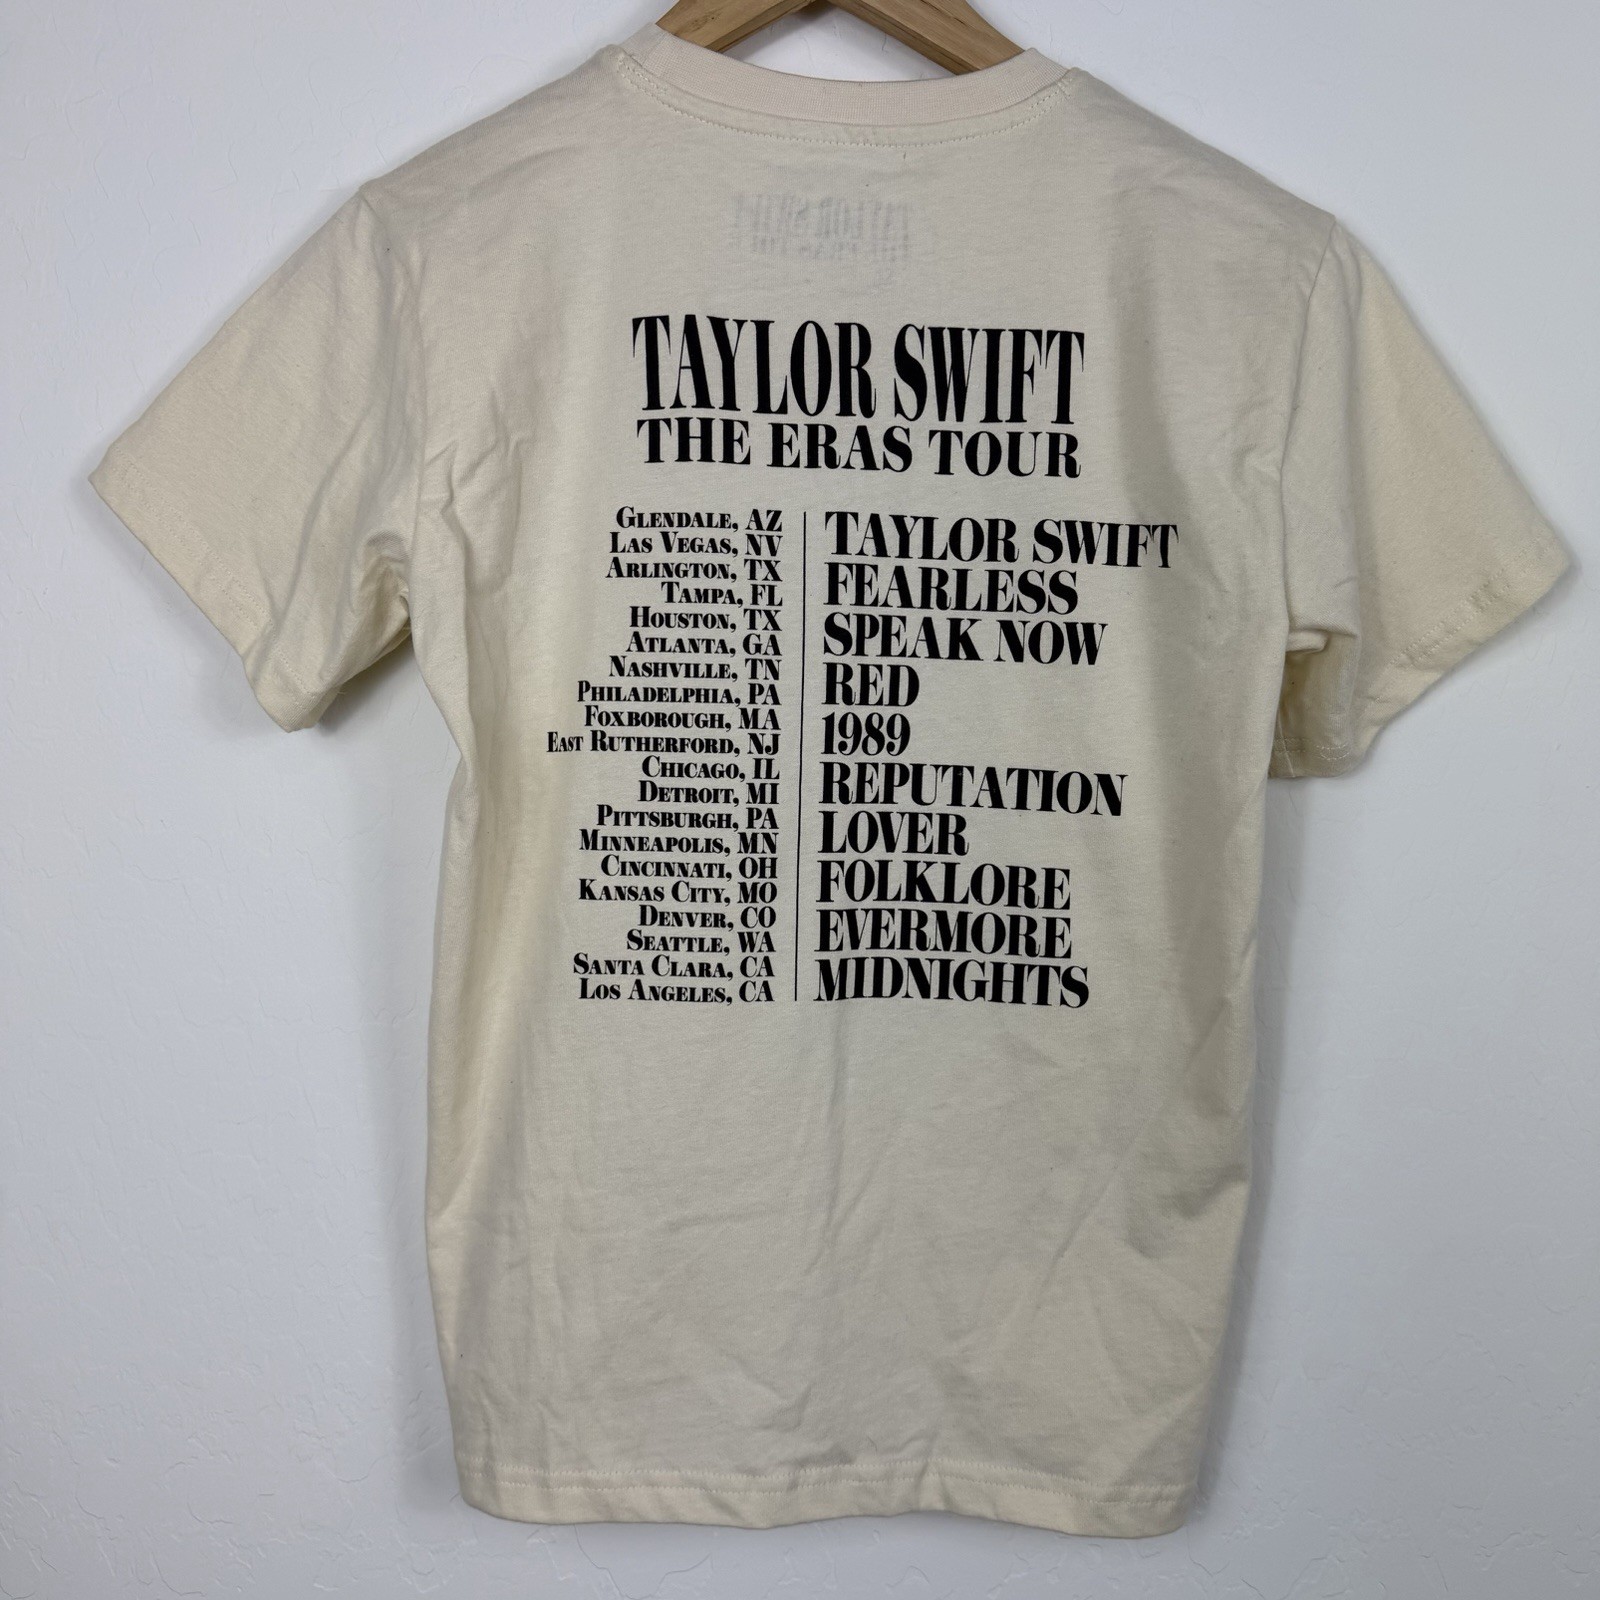 TAYLOR SWIFT
THE ERAS TOUR
GLENDALE, AZ
LAS VEGAS, NV
ARLINGTON, TX
TAMPA, FL
HOUSTON, TX
ATLANTA, GA
NASHVILLE, TN
PHILADELPHIA, PA
FOXBOROUGH, MA
EAST RUTHERFORD, NJ
CHICAGO, IL
DETROIT, MI
PITTSBURGH, PA
MINNEAPOLIS, MN
CINCINNATI, OH
KANSAS CITY, MO
DENVER, CO
SEATTLE, WA
SANTA CLARA, CA
LOS ANGELES, CA
TAYLOR SWIFT
FEARLESS
SPEAK NOW
RED
1989
REPUTATION
LOVER
FOLKLORE
EVERMORE
MIDNIGHTS